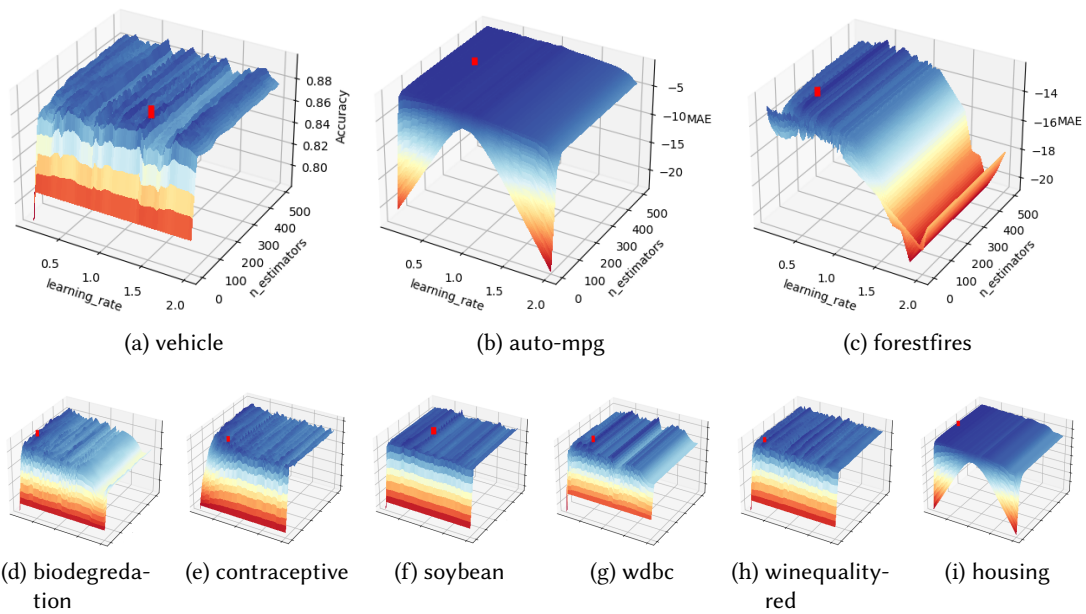 0.88
0.86
0.84
0.82
0.80
Accuracy
0.5
1.0
1.5
2.0
learning_rate
0
100
200
300
400
500
n_estimators
(a) vehicle
−5
−10
−15
−20
MAE
0.5
1.0
1.5
2.0
learning_rate
0
100
200
300
400
500
n_estimators
(b) auto-mpg
−14
−16
−18
−20
MAE
0.5
1.0
1.5
2.0
learning_rate
0
100
200
300
400
500
n_estimators
(c) forestfires
(d) biodegreda-
tion
(e) contraceptive
(f) soybean
(g) wdbc
(h) winequality-
red
(i) housing